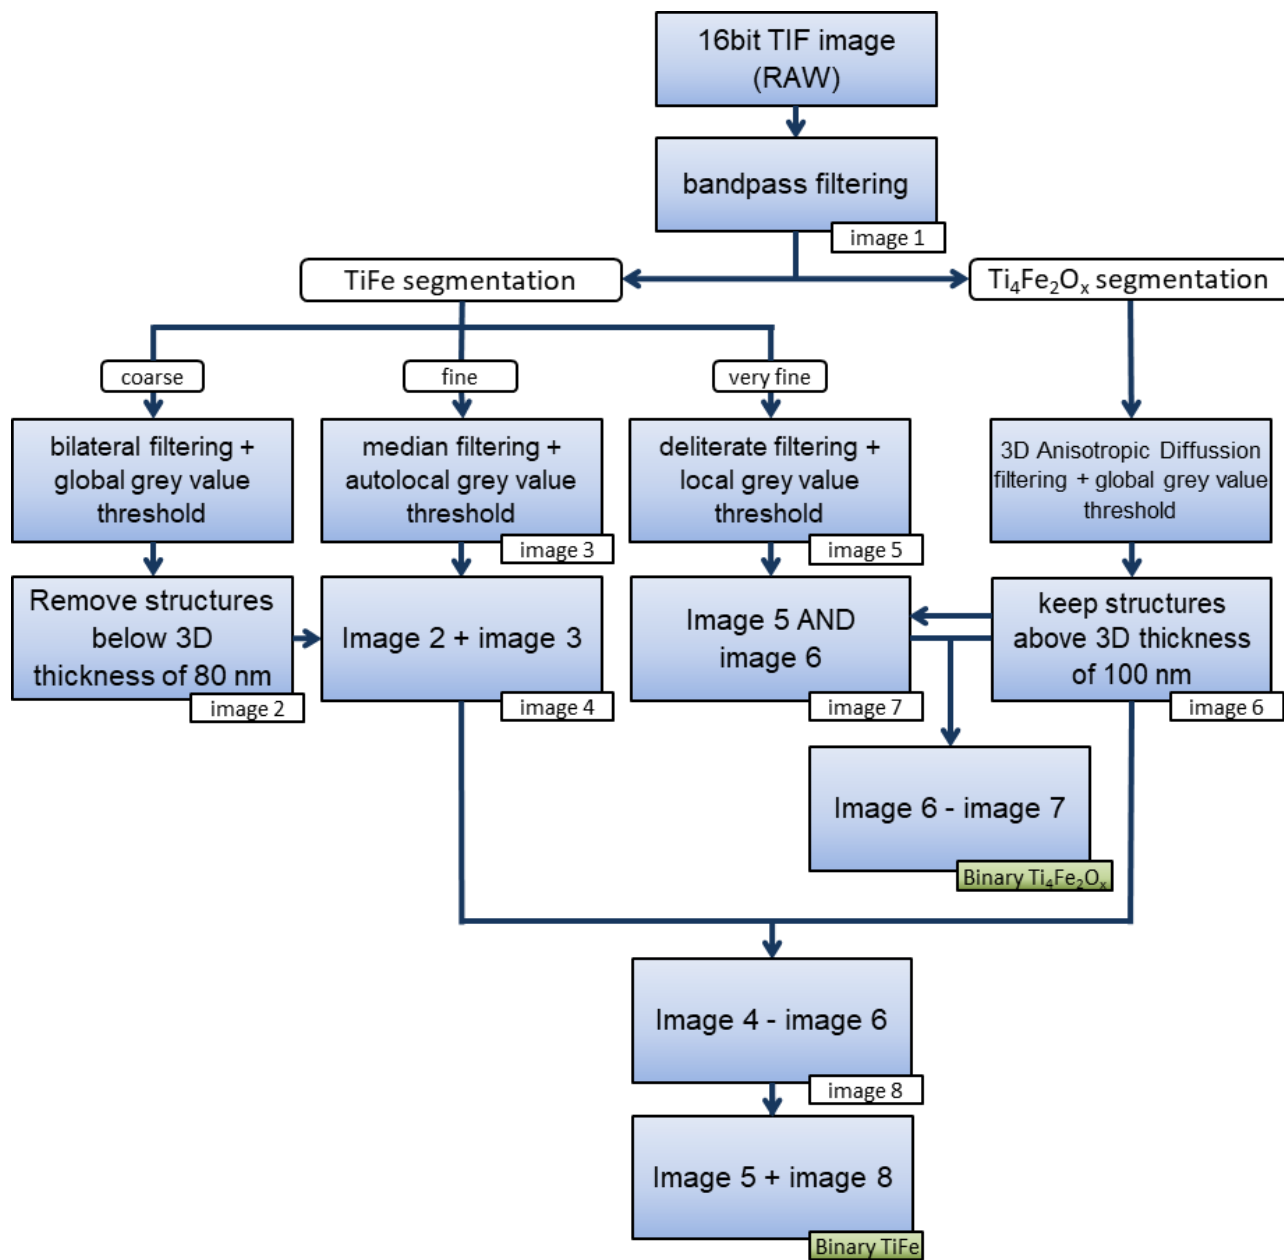 16bit TIF image
(RAW)
bandpass filtering
image 1
TiFe segmentation
Ti₄Fe₂Oₓ segmentation
coarse
fine
very fine
bilateral filtering +
global grey value
threshold
median filtering +
autolocal grey value
threshold
image 3
deliterate filtering +
local grey value
threshold
image 5
3D Anisotropic Diffussion
filtering + global grey value
threshold
Remove structures
below 3D
thickness of 80 nm
image 2
Image 2 + image 3
image 4
Image 5 AND
image 6
image 7
keep structures
above 3D thickness
of 100 nm
image 6
Image 6 - image 7
Binary Ti₄Fe₂Oₓ
Image 4 - image 6
image 8
Image 5 + image 8
Binary TiFe